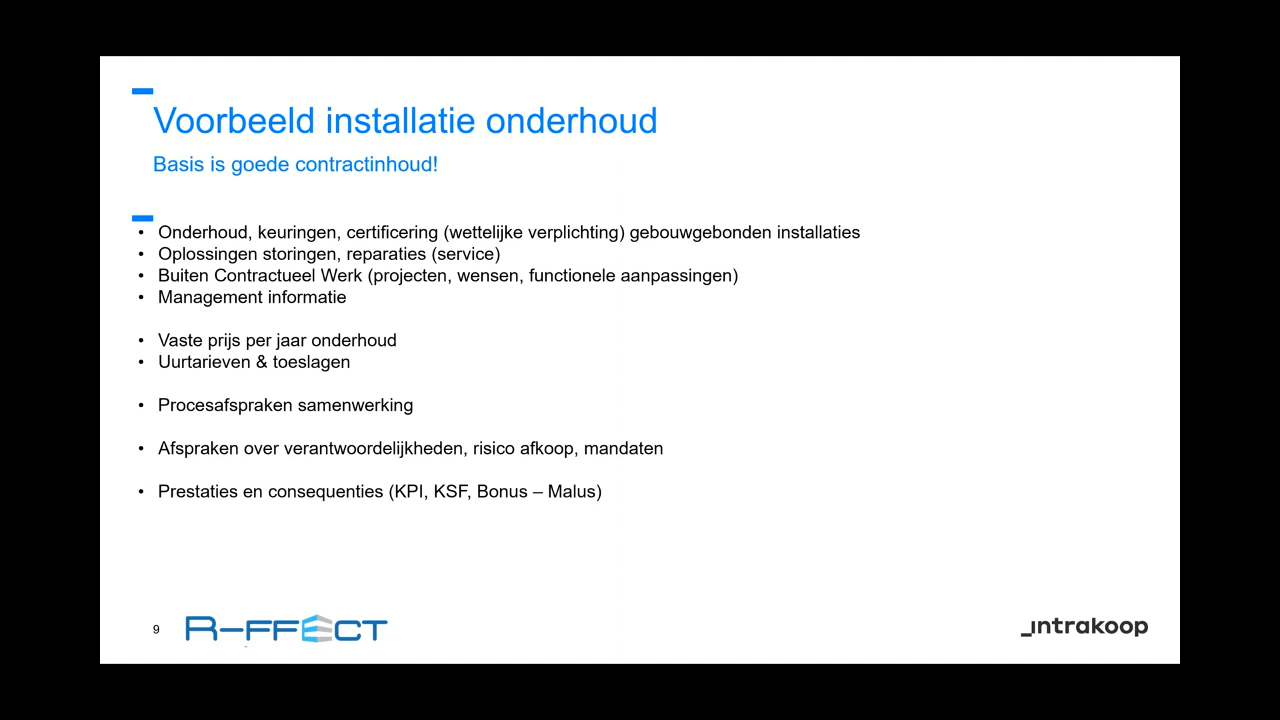 Voorbeeld installatie onderhoud
Basis is goede contractinhoud!
• Onderhoud, keuringen, certificering (wettelijke verplichting) gebouwgebonden installaties
• Oplossingen storingen, reparaties (service)
• Buiten Contractueel Werk (projecten, wensen, functionele aanpassingen)
• Management informatie
• Vaste prijs per jaar onderhoud
• Uurtarieven & toeslagen
• Procesafspraken samenwerking
• Afspraken over verantwoordelijkheden, risico afkoop, mandaten
• Prestaties en consequenties (KPI, KSF, Bonus – Malus)
9
R-FFECT
_intrakoop